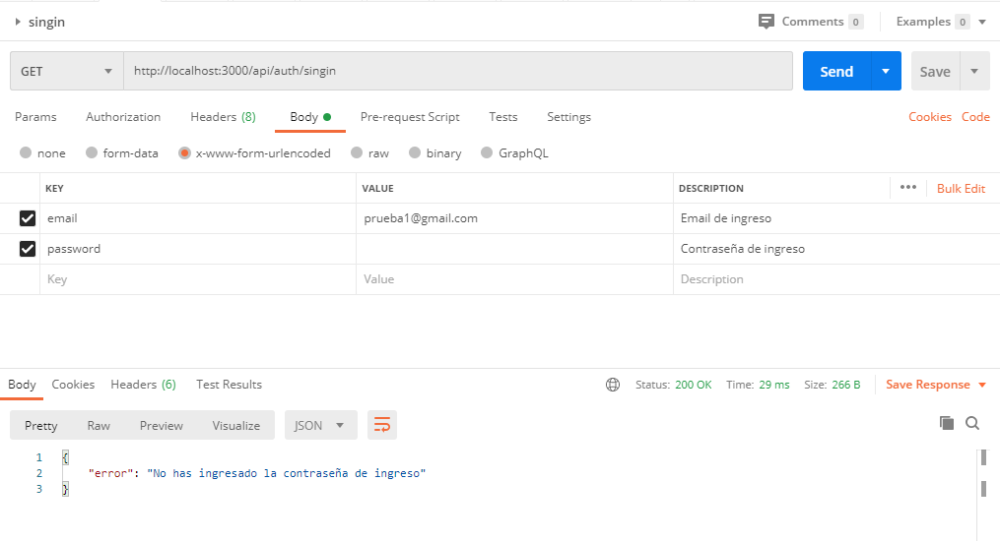 singin Comments 0 Examples 0
GET http://localhost:3000/api/auth/singin Send Save
Params Authorization Headers (8) Body Pre-request Script Tests Settings Cookies Code
none form-data x-www-form-urlencoded raw binary GraphQL
KEY VALUE DESCRIPTION ••• Bulk Edit
email prueba1@gmail.com Email de ingreso
password Contraseña de ingreso
Key Value Description
Body Cookies Headers (6) Test Results Status: 200 OK Time: 29 ms Size: 266 B Save Response
Pretty Raw Preview Visualize JSON
1 {
2 "error": "No has ingresado la contraseña de ingreso"
3 }